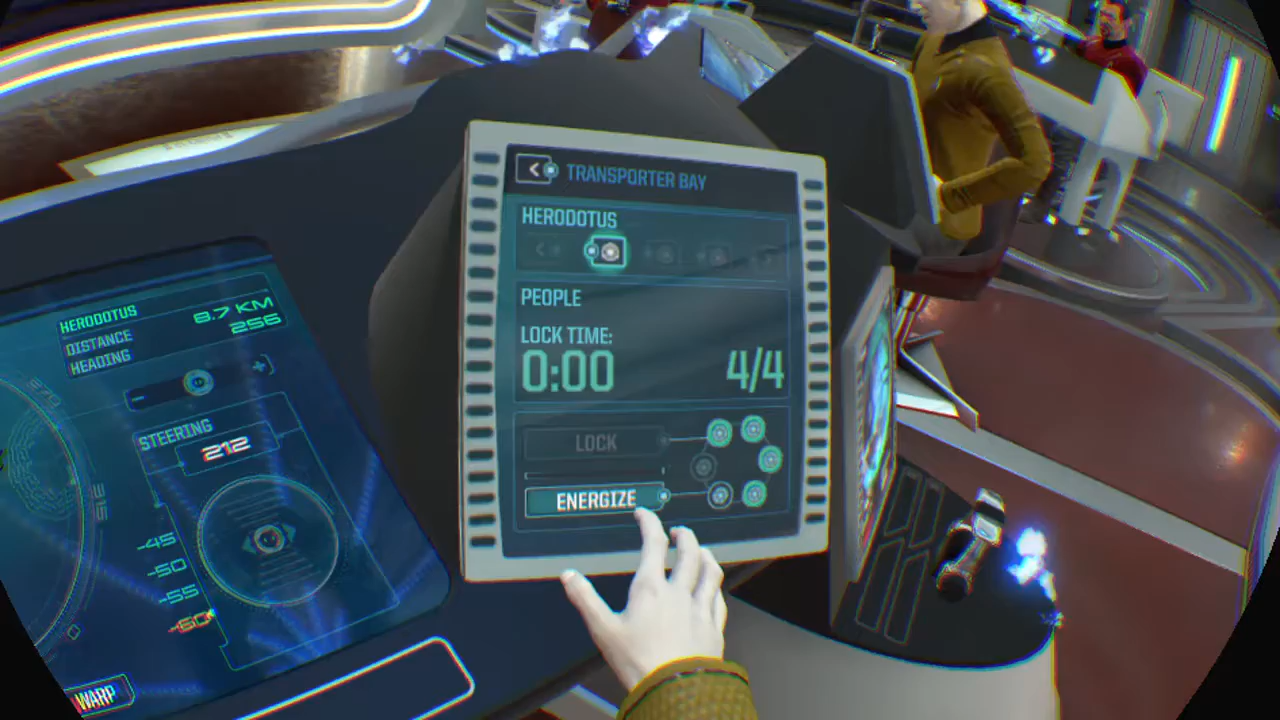 TRANSPORTER BAY
HERODOTUS
PEOPLE
LOCK TIME:
0:00 4/4
LOCK
ENERGIZE
HERODOTUS
DISTANCE 8.7 KM
HEADING 256
STEERING
212
-45
-50
-55
-60
WARP